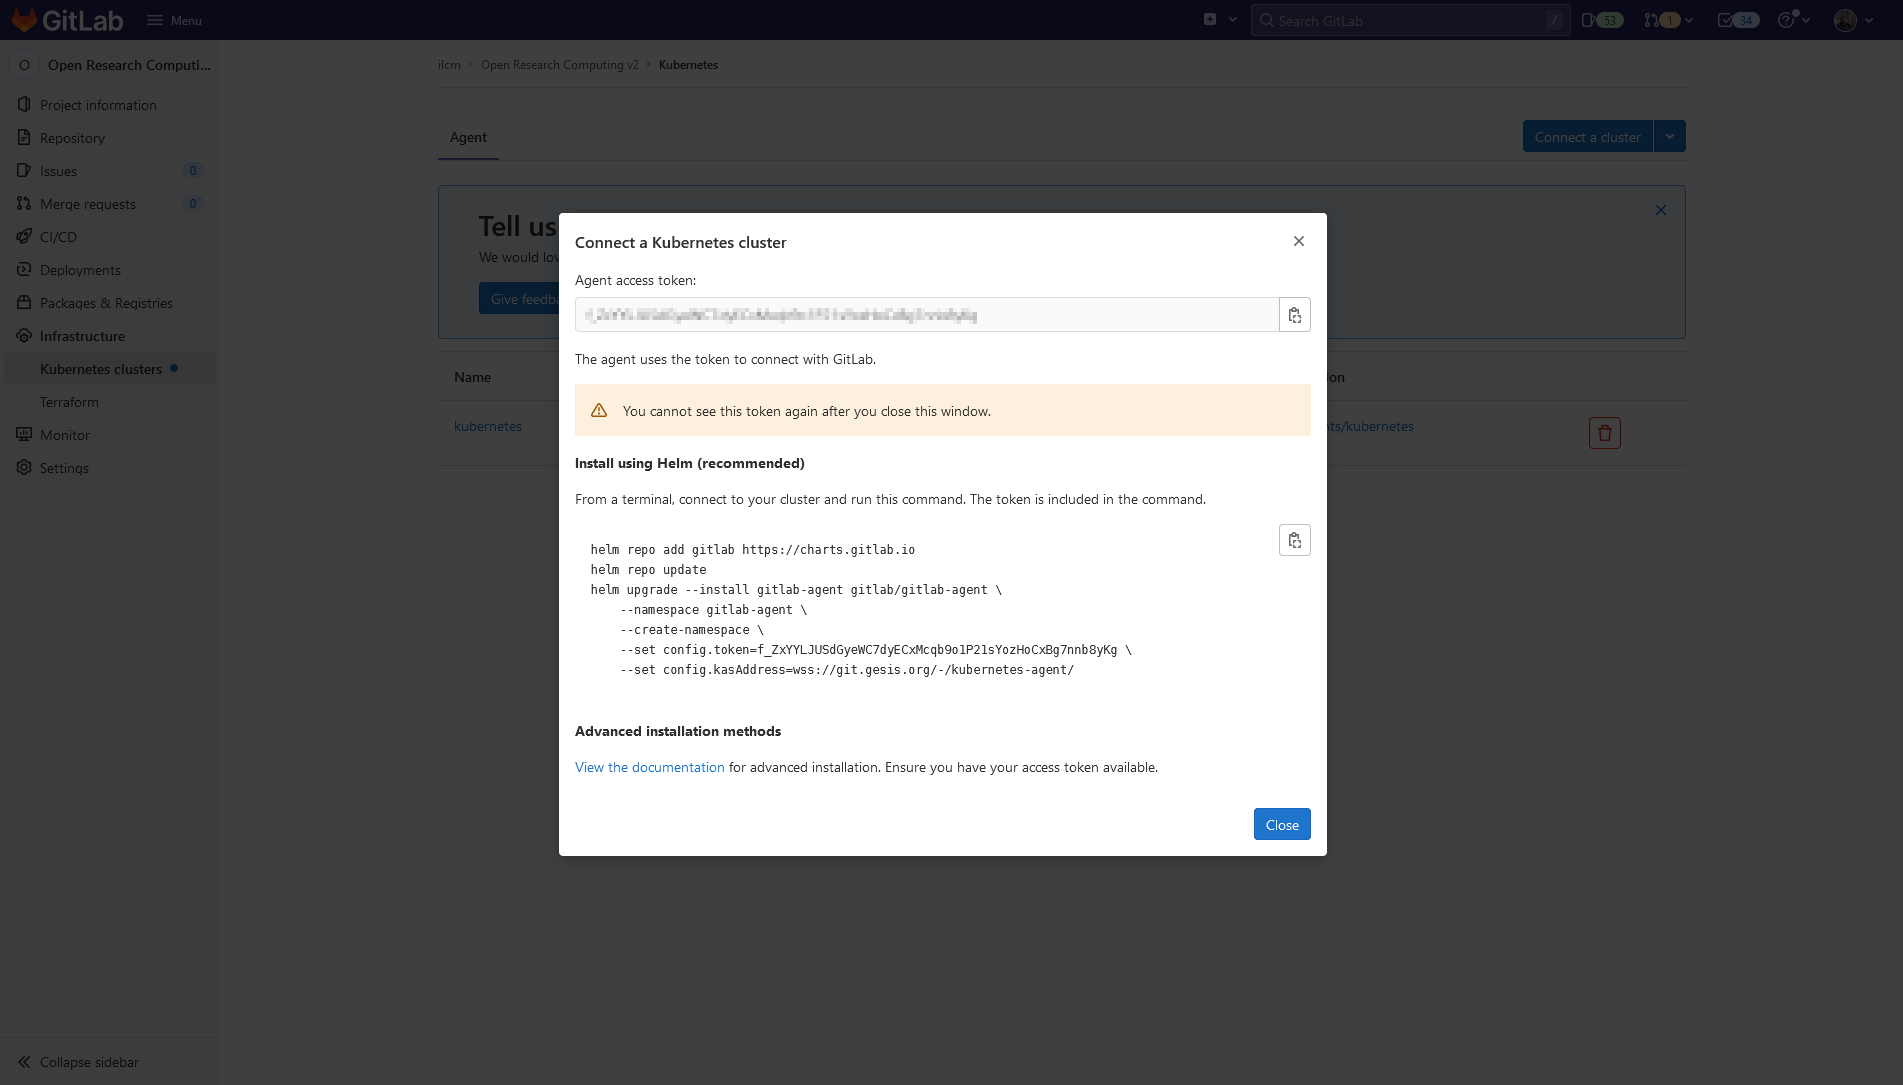 GitLab
Menu
Search GitLab
/
53
1
34
O
Open Research Computi...
Project information
Repository
Issues
0
Merge requests
0
CI/CD
Deployments
Packages & Registries
Infrastructure
Kubernetes clusters
Terraform
Monitor
Settings
Collapse sidebar
ilcm > Open Research Computing v2 > Kubernetes
Agent
Connect a cluster
Tell us
We would
Give
Name
kubernetes
/kubernetes
Connect a Kubernetes cluster
Agent access token:
The agent uses the token to connect with GitLab.
You cannot see this token again after you close this window.
Install using Helm (recommended)
From a terminal, connect to your cluster and run this command. The token is included in the command.
helm repo add gitlab https://charts.gitlab.io
helm repo update
helm upgrade --install gitlab-agent gitlab/gitlab-agent \
--namespace gitlab-agent \
--create-namespace \
--set config.token=f_ZxYYLJUSdGyeWC7dyECxMcqb9o1P21sYozHoCxBg7nnb8yKg \
--set config.kasAddress=wss://git.gesis.org/-/kubernetes-agent/
Advanced installation methods
View the documentation for advanced installation. Ensure you have your access token available.
Close